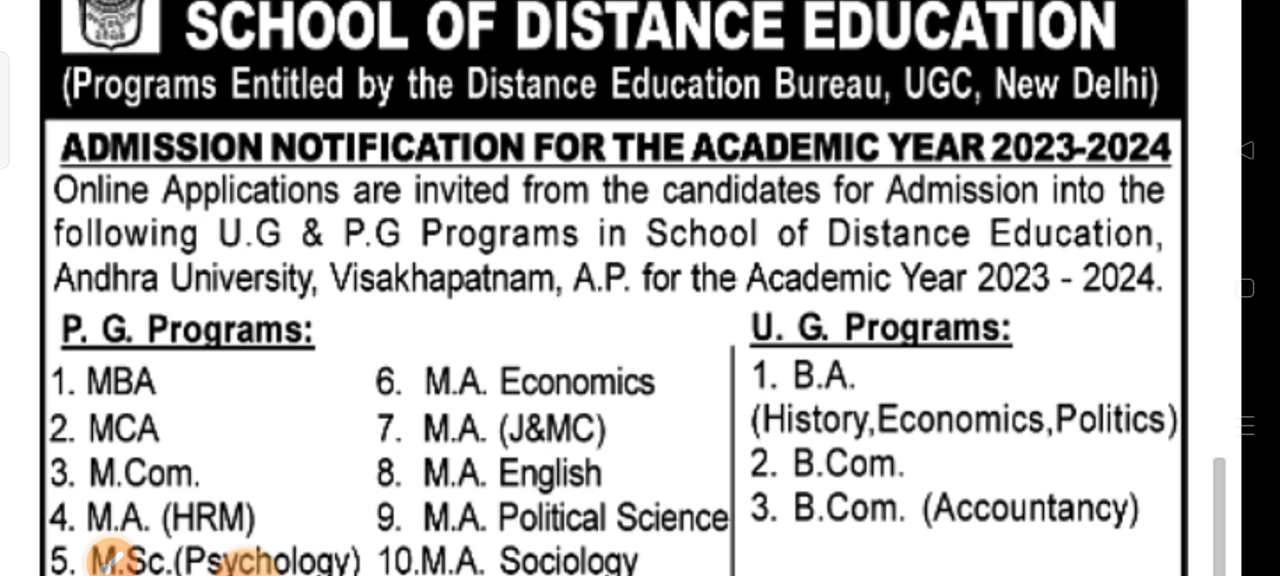 SCHOOL OF DISTANCE EDUCATION
(Programs Entitled by the Distance Education Bureau, UGC, New Delhi)
ADMISSION NOTIFICATION FOR THE ACADEMIC YEAR 2023-2024
Online Applications are invited from the candidates for Admission into the
following U.G & P.G Programs in School of Distance Education,
Andhra University, Visakhapatnam, A.P. for the Academic Year 2023 - 2024.
P. G. Programs:
1. MBA
2. MCA
3. M.Com.
4. M.A. (HRM)
5. M.Sc.(Psychology)
6. M.A. Economics
7. M.A. (J&MC)
8. M.A. English
9. M.A. Political Science
10.M.A. Sociology
U. G. Programs:
1. B.A.
(History,Economics,Politics)
2. B.Com.
3. B.Com. (Accountancy)